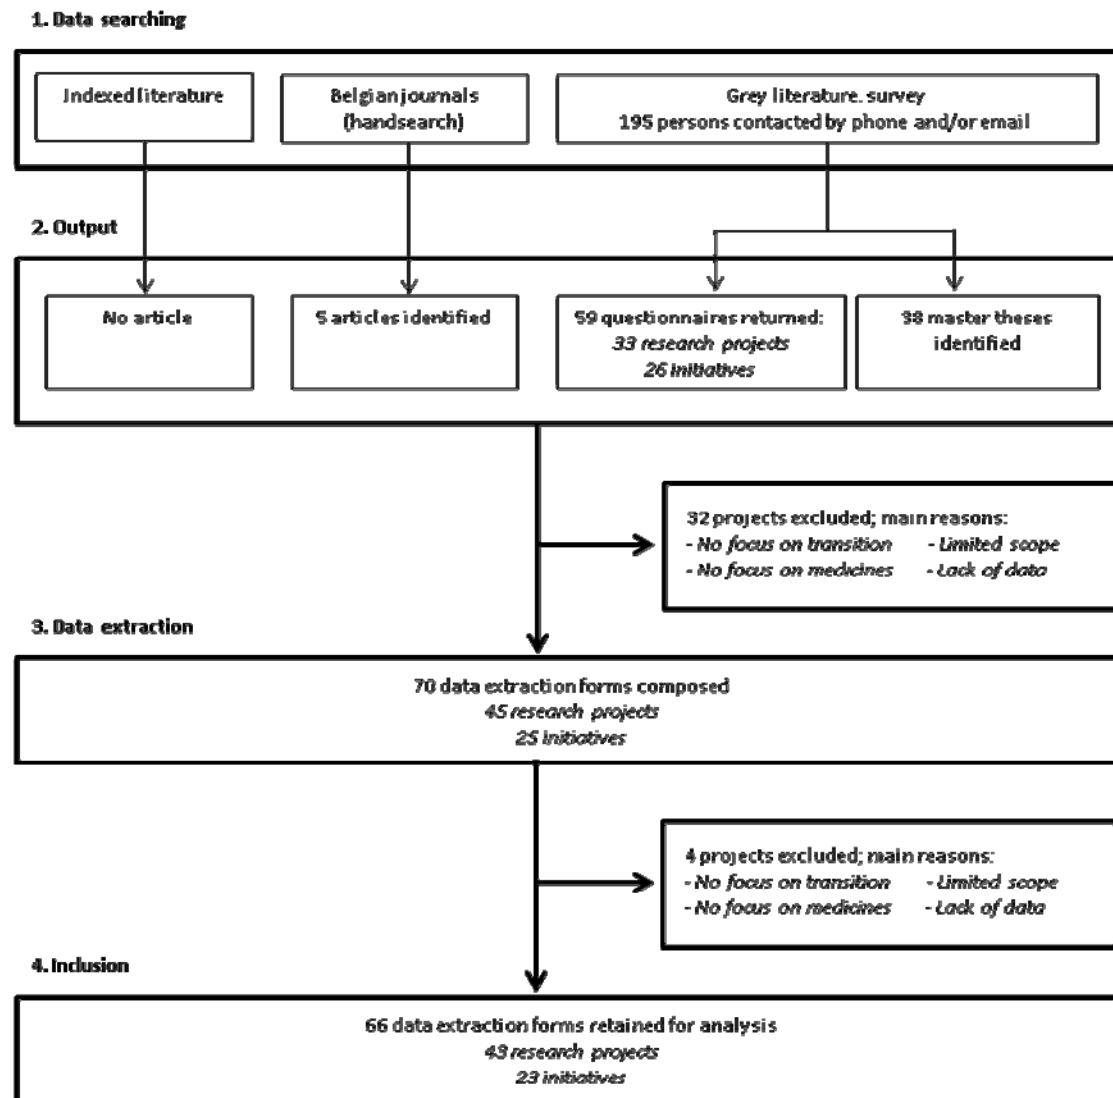 1. Data searching
Indexed literature
Belgian journals
(handsearch)
Grey literature. survey
195 persons contacted by phone and/or email
2. Output
No article
5 articles identified
59 questionnaires returned:
33 research projects
26 initiatives
38 master theses
identified
32 projects excluded; main reasons:
- No focus on transition - Limited scope
- No focus on medicines - Lack of data
3. Data extraction
70 data extraction forms composed
45 research projects
25 initiatives
4 projects excluded; main reasons:
- No focus on transition - Limited scope
- No focus on medicines - Lack of data
4. Inclusion
66 data extraction forms retained for analysis
43 research projects
23 initiatives